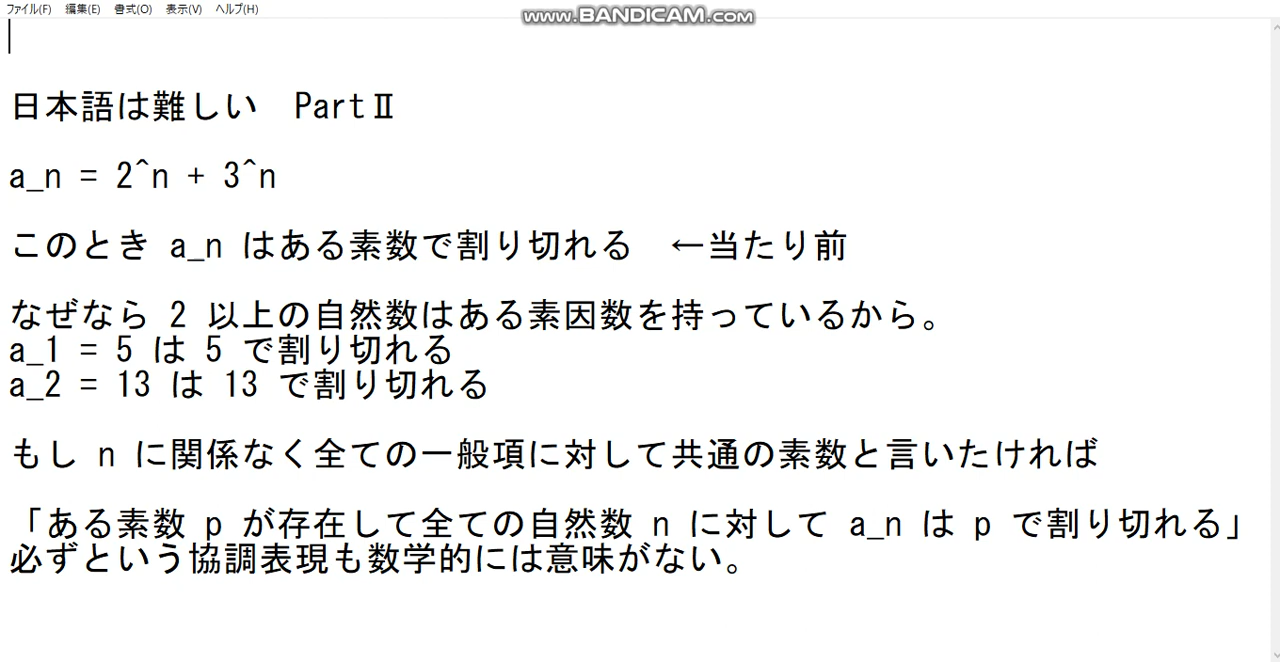 ファイル(F) 編集(E) 書式(O) 表示(V) ヘルプ(H)
www.BANDICAM.com
日本語は難しい PartⅡ
a_n = 2^n + 3^n
このとき a_n はある素数で割り切れる ←当たり前
なぜなら 2 以上の自然数はある素因数を持っているから。
a_1 = 5 は 5 で割り切れる
a_2 = 13 は 13 で割り切れる
もし n に関係なく全ての一般項に対して共通の素数と言いたければ
「ある素数 p が存在して全ての自然数 n に対して a_n は p で割り切れる」
必ずという協調表現も数学的には意味がない。